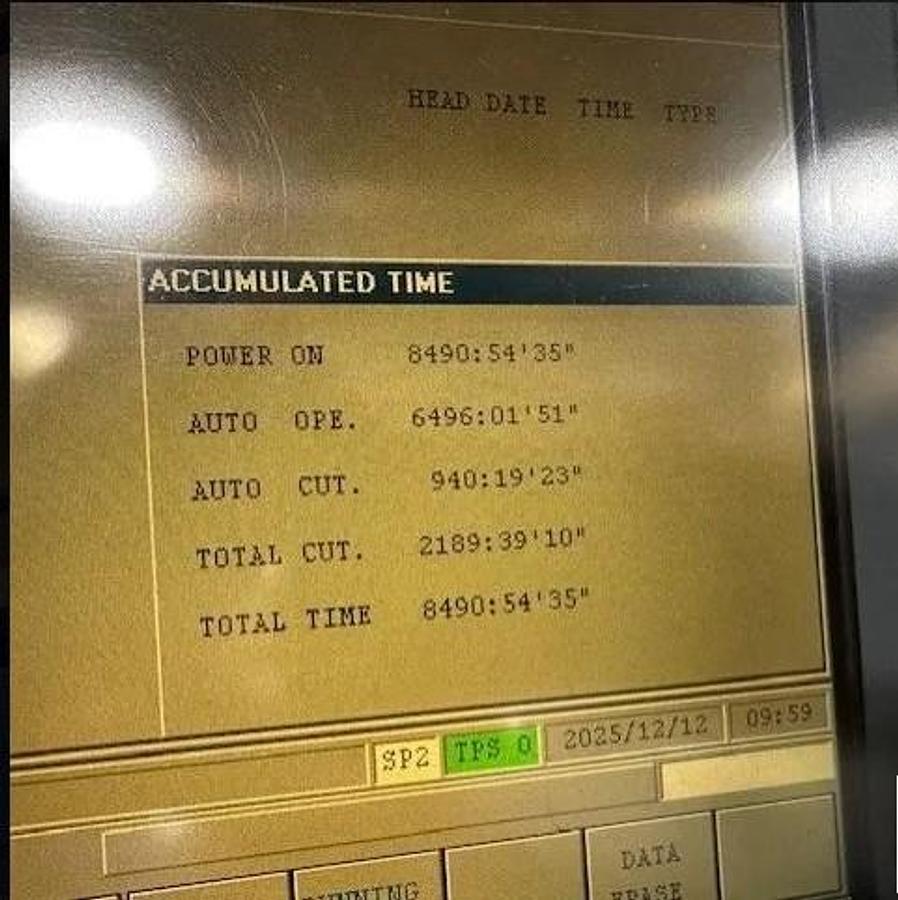 HEAD DATE TIME TYPE
ACCUMULATED TIME
POWER ON 8490:54'35"
AUTO OPE. 6496:01'51"
AUTO CUT. 940:19'23"
TOTAL CUT. 2189:39'10"
TOTAL TIME 8490:54'35"
SP2 TPS 0 2025/12/12 09:59
DATA
ERASE